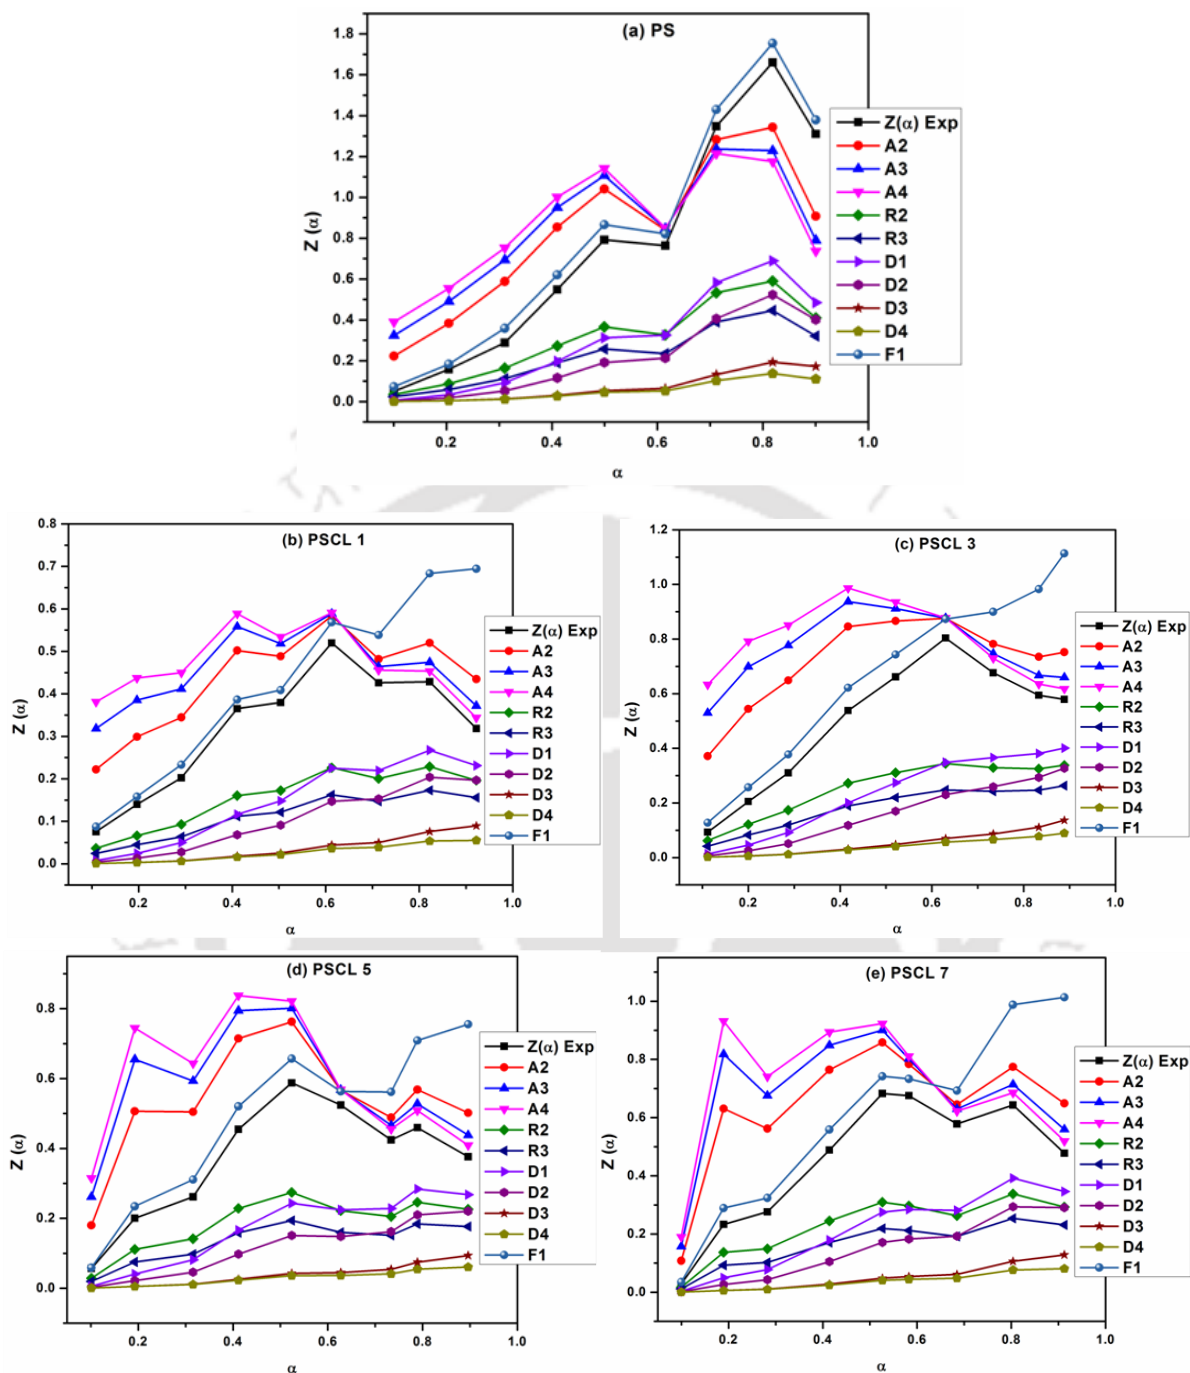 (a) PS
Z (α)
1.8
1.6
1.4
1.2
1.0
0.8
0.6
0.4
0.2
0.0
0.2 0.4 0.6 0.8 1.0
α
Z(α) Exp
A2
A3
A4
R2
R3
D1
D2
D3
D4
F1
(b) PSCL 1
Z (α)
0.8
0.7
0.6
0.5
0.4
0.3
0.2
0.1
0.0
0.2 0.4 0.6 0.8 1.0
α
Z(α) Exp
A2
A3
A4
R2
R3
D1
D2
D3
D4
F1
(c) PSCL 3
Z (α)
1.2
1.0
0.8
0.6
0.4
0.2
0.0
0.2 0.4 0.6 0.8 1.0
α
Z(α) Exp
A2
A3
A4
R2
R3
D1
D2
D3
D4
F1
(d) PSCL 5
Z (α)
0.8
0.6
0.4
0.2
0.0
0.2 0.4 0.6 0.8 1.0
α
Z(α) Exp
A2
A3
A4
R2
R3
D1
D2
D3
D4
F1
(e) PSCL 7
Z (α)
1.0
0.8
0.6
0.4
0.2
0.0
0.2 0.4 0.6 0.8 1.0
α
Z(α) Exp
A2
A3
A4
R2
R3
D1
D2
D3
D4
F1